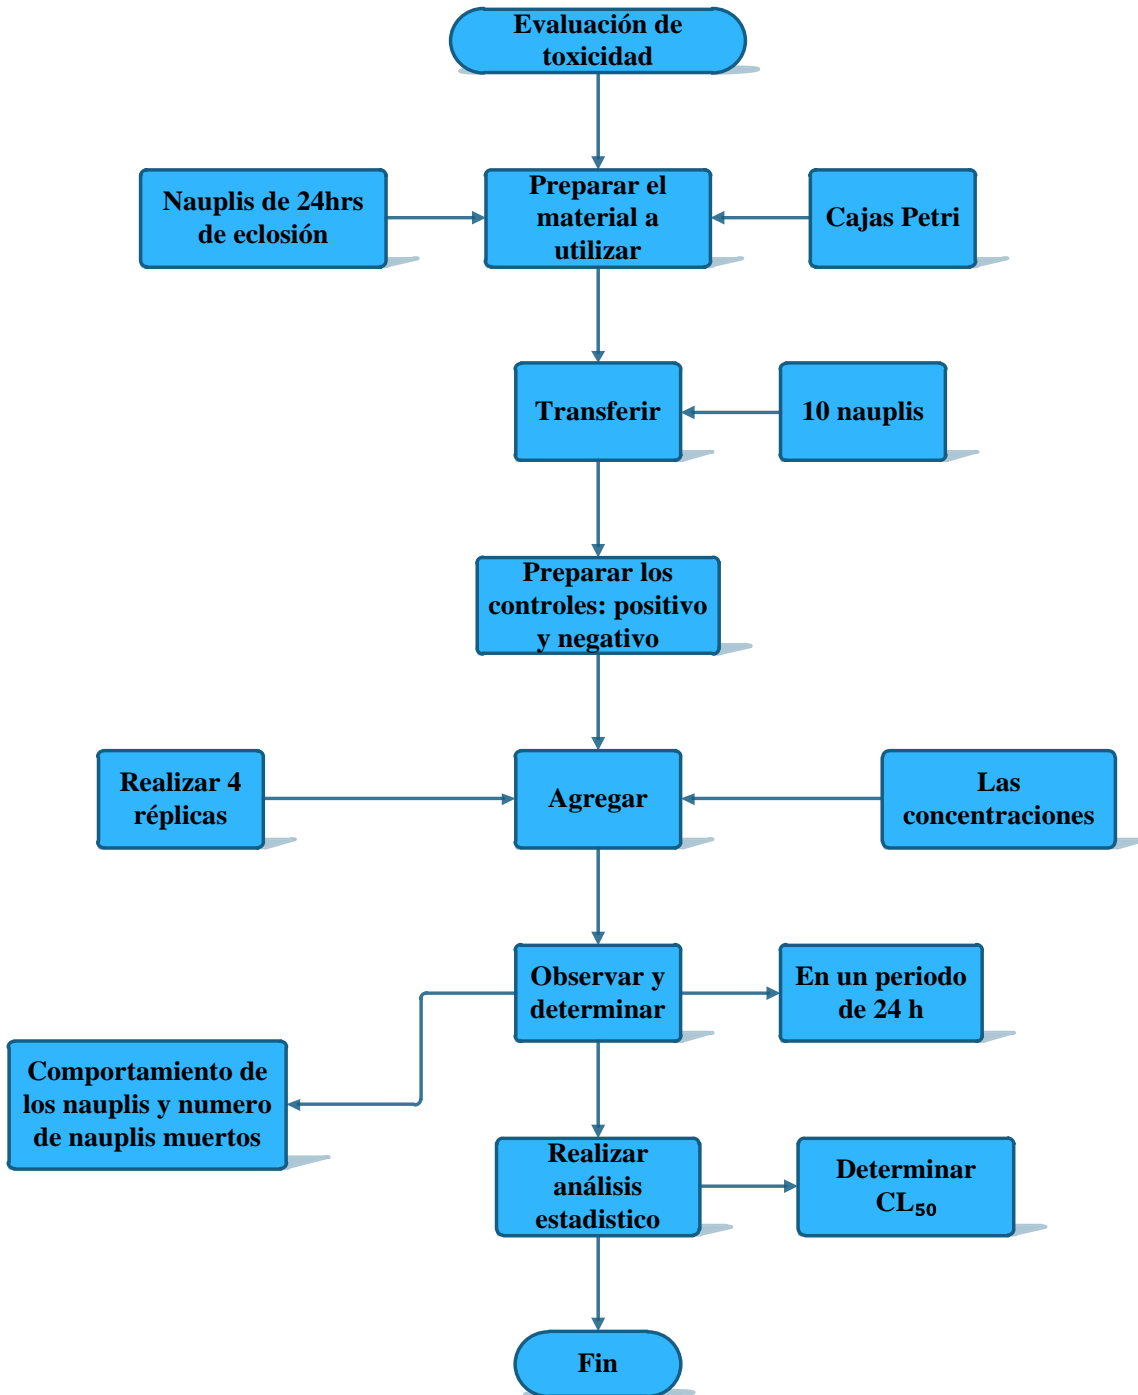 Evaluación de
toxicidad
Nauplis de 24hrs
de eclosión
Preparar el
material a
utilizar
Cajas Petri
Transferir
10 nauplis
Preparar los
controles: positivo
y negativo
Realizar 4
réplicas
Agregar
Las
concentraciones
Observar y
determinar
En un periodo
de 24 h
Comportamiento de
los nauplis y numero
de nauplis muertos
Realizar
análisis
estadistico
Determinar
CL₅₀
Fin